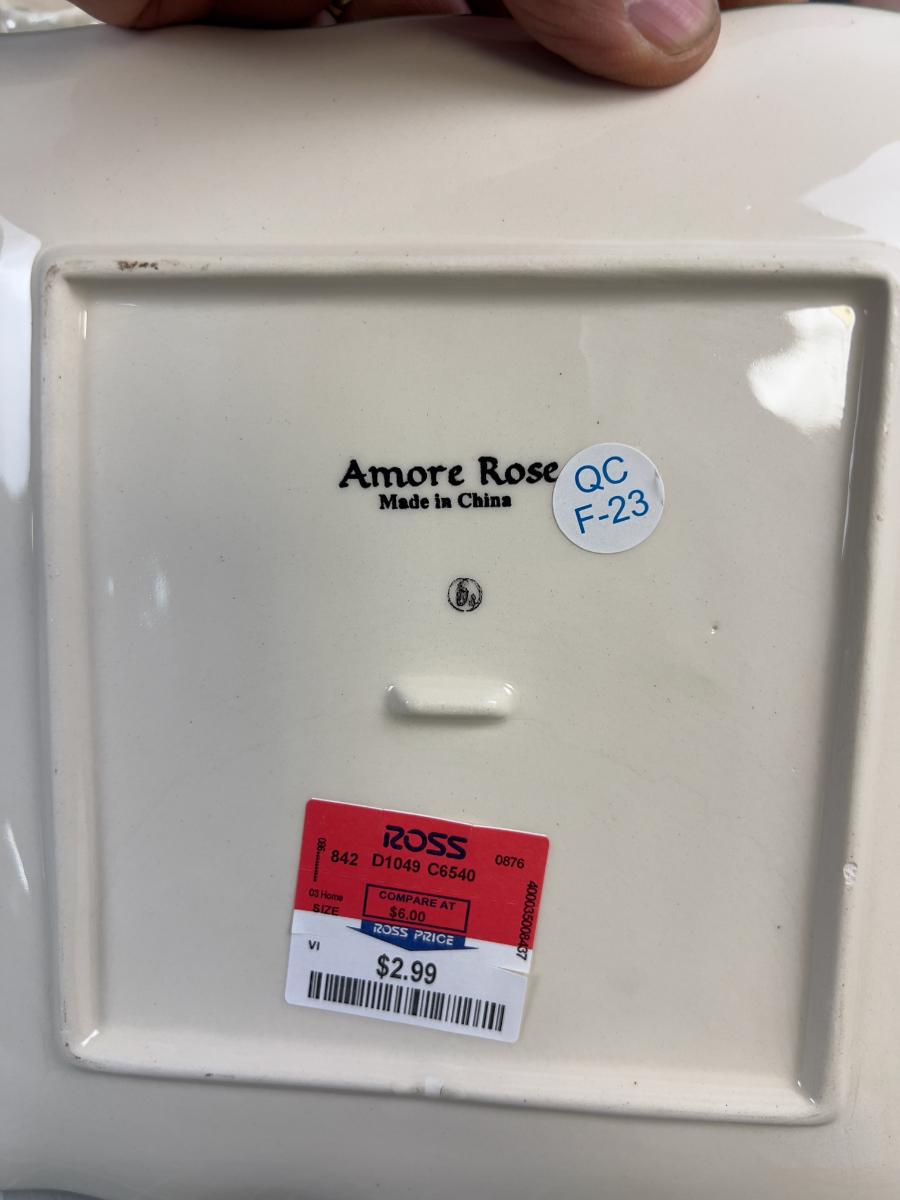 Amore Rose
Made in China
QC
F-23
ROSS
842 D1049 C6540
0876
03 Home
SIZE
COMPARE AT
$6.00
400035008437
ROSS PRICE
VI
$2.99